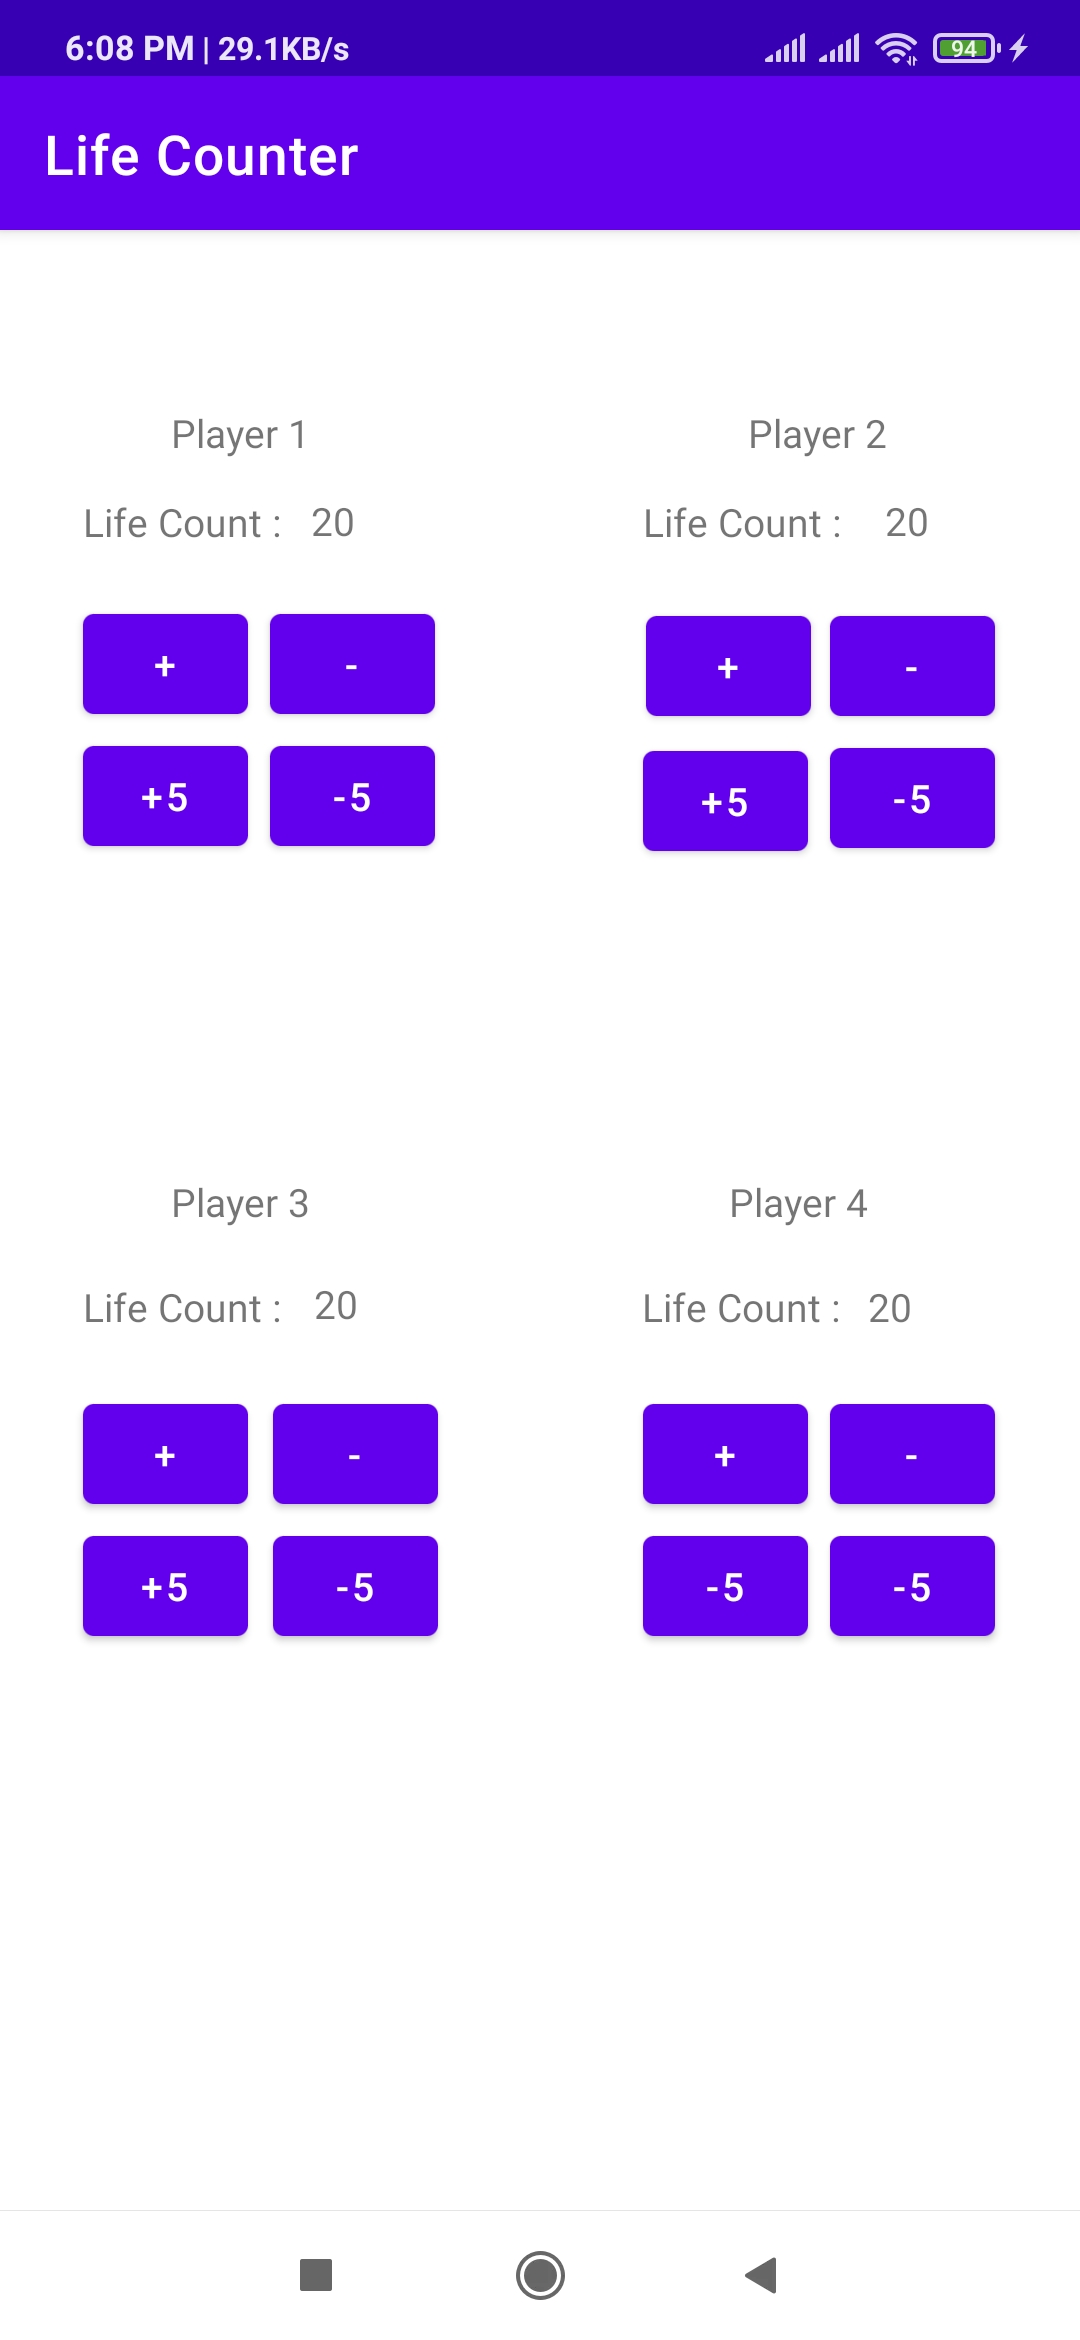 6:08 PM | 29.1KB/s 94
Life Counter
Player 1 Player 2
Life Count : 20 Life Count : 20
+ - + -
+5 -5 +5 -5
Player 3 Player 4
Life Count : 20 Life Count : 20
+ - + -
+5 -5 -5 -5